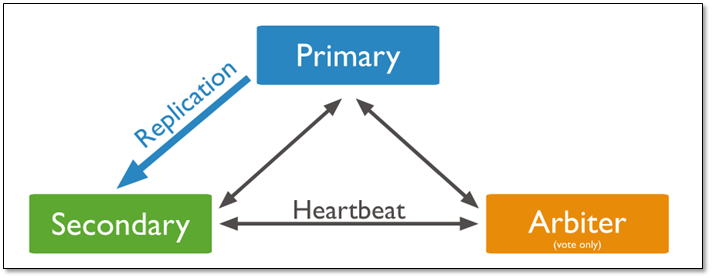 Primary
Replication
Secondary
Heartbeat
Arbiter
(vote only)